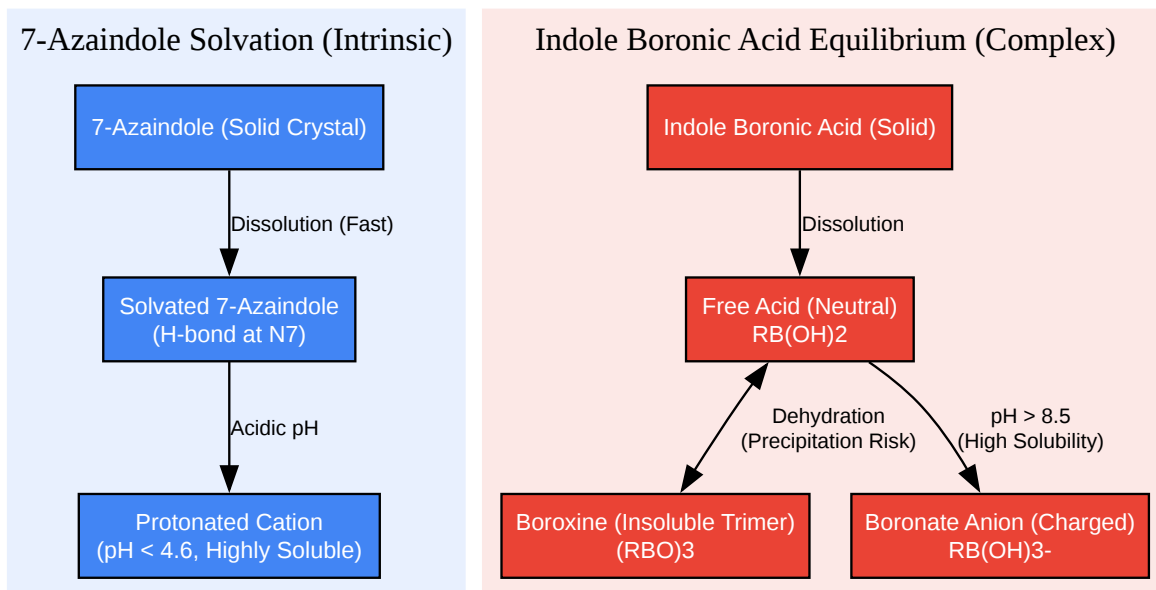 7-Azaindole Solvation (Intrinsic)
7-Azaindole (Solid Crystal)
Dissolution (Fast)
Solvated 7-Azaindole
(H-bond at N7)
Acidic pH
Protonated Cation
(pH < 4.6, Highly Soluble)
Indole Boronic Acid Equilibrium (Complex)
Indole Boronic Acid (Solid)
Dissolution
Free Acid (Neutral)
RB(OH)2
Dehydration
(Precipitation Risk)
pH > 8.5
(High Solubility)
Boroxine (Insoluble Trimer)
(RBO)3
Boronate Anion (Charged)
RB(OH)3-